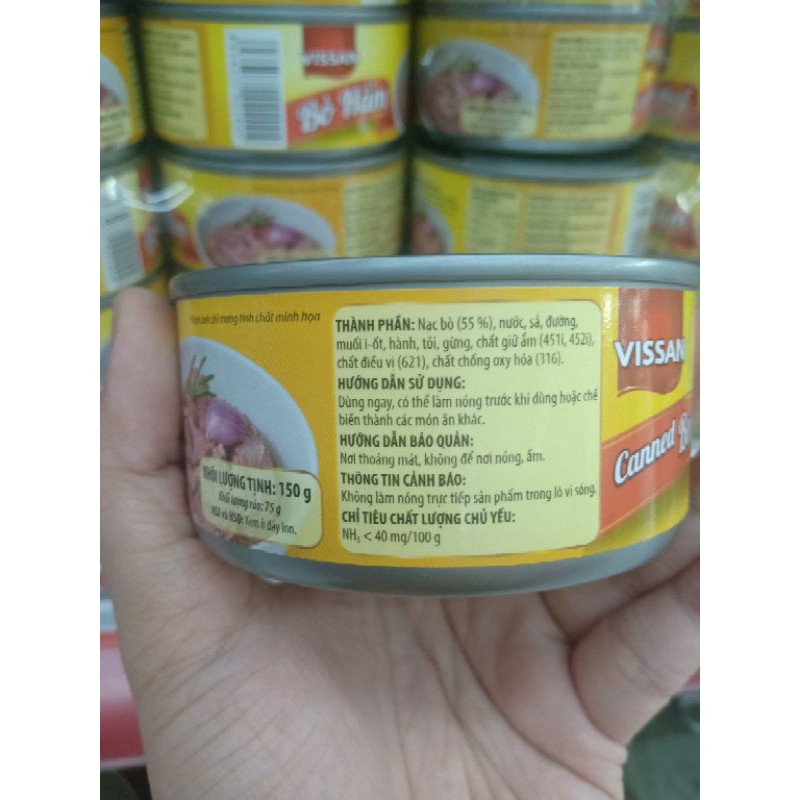 VISSAN
Bò Hầm
Hình ảnh chỉ mang tính chất minh họa
THÀNH PHẦN: Nạc bò (55 %), nước, sả, đường,
muối i-ốt, hành, tỏi, gừng, chất giữ ẩm (451i, 452i),
chất điều vị (621), chất chống oxy hóa (316).
HƯỚNG DẪN SỬ DỤNG:
Dùng ngay, có thể làm nóng trước khi dùng hoặc chế
biến thành các món ăn khác.
HƯỚNG DẪN BẢO QUẢN:
Nơi thoáng mát, không để nơi nóng, ẩm.
THÔNG TIN CẢNH BÁO:
Không làm nóng trực tiếp sản phẩm trong lò vi sóng.
CHỈ TIÊU CHẤT LƯỢNG CHỦ YẾU:
NH₃ < 40 mg/100 g
KHỐI LƯỢNG TỊNH: 150 g
Khối lượng ráo: 75 g
NSX và HSD: Xem ở đáy lon.
VISSAN
Canned